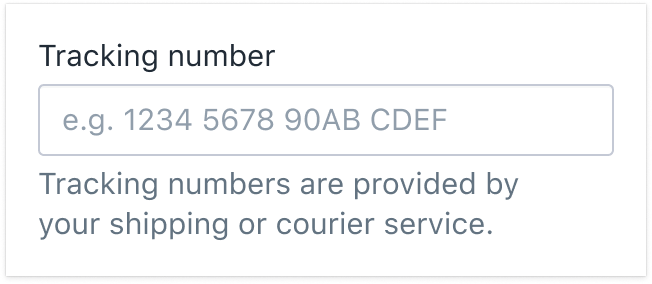 Tracking number
e.g. 1234 5678 90AB CDEF
Tracking numbers are provided by
your shipping or courier service.